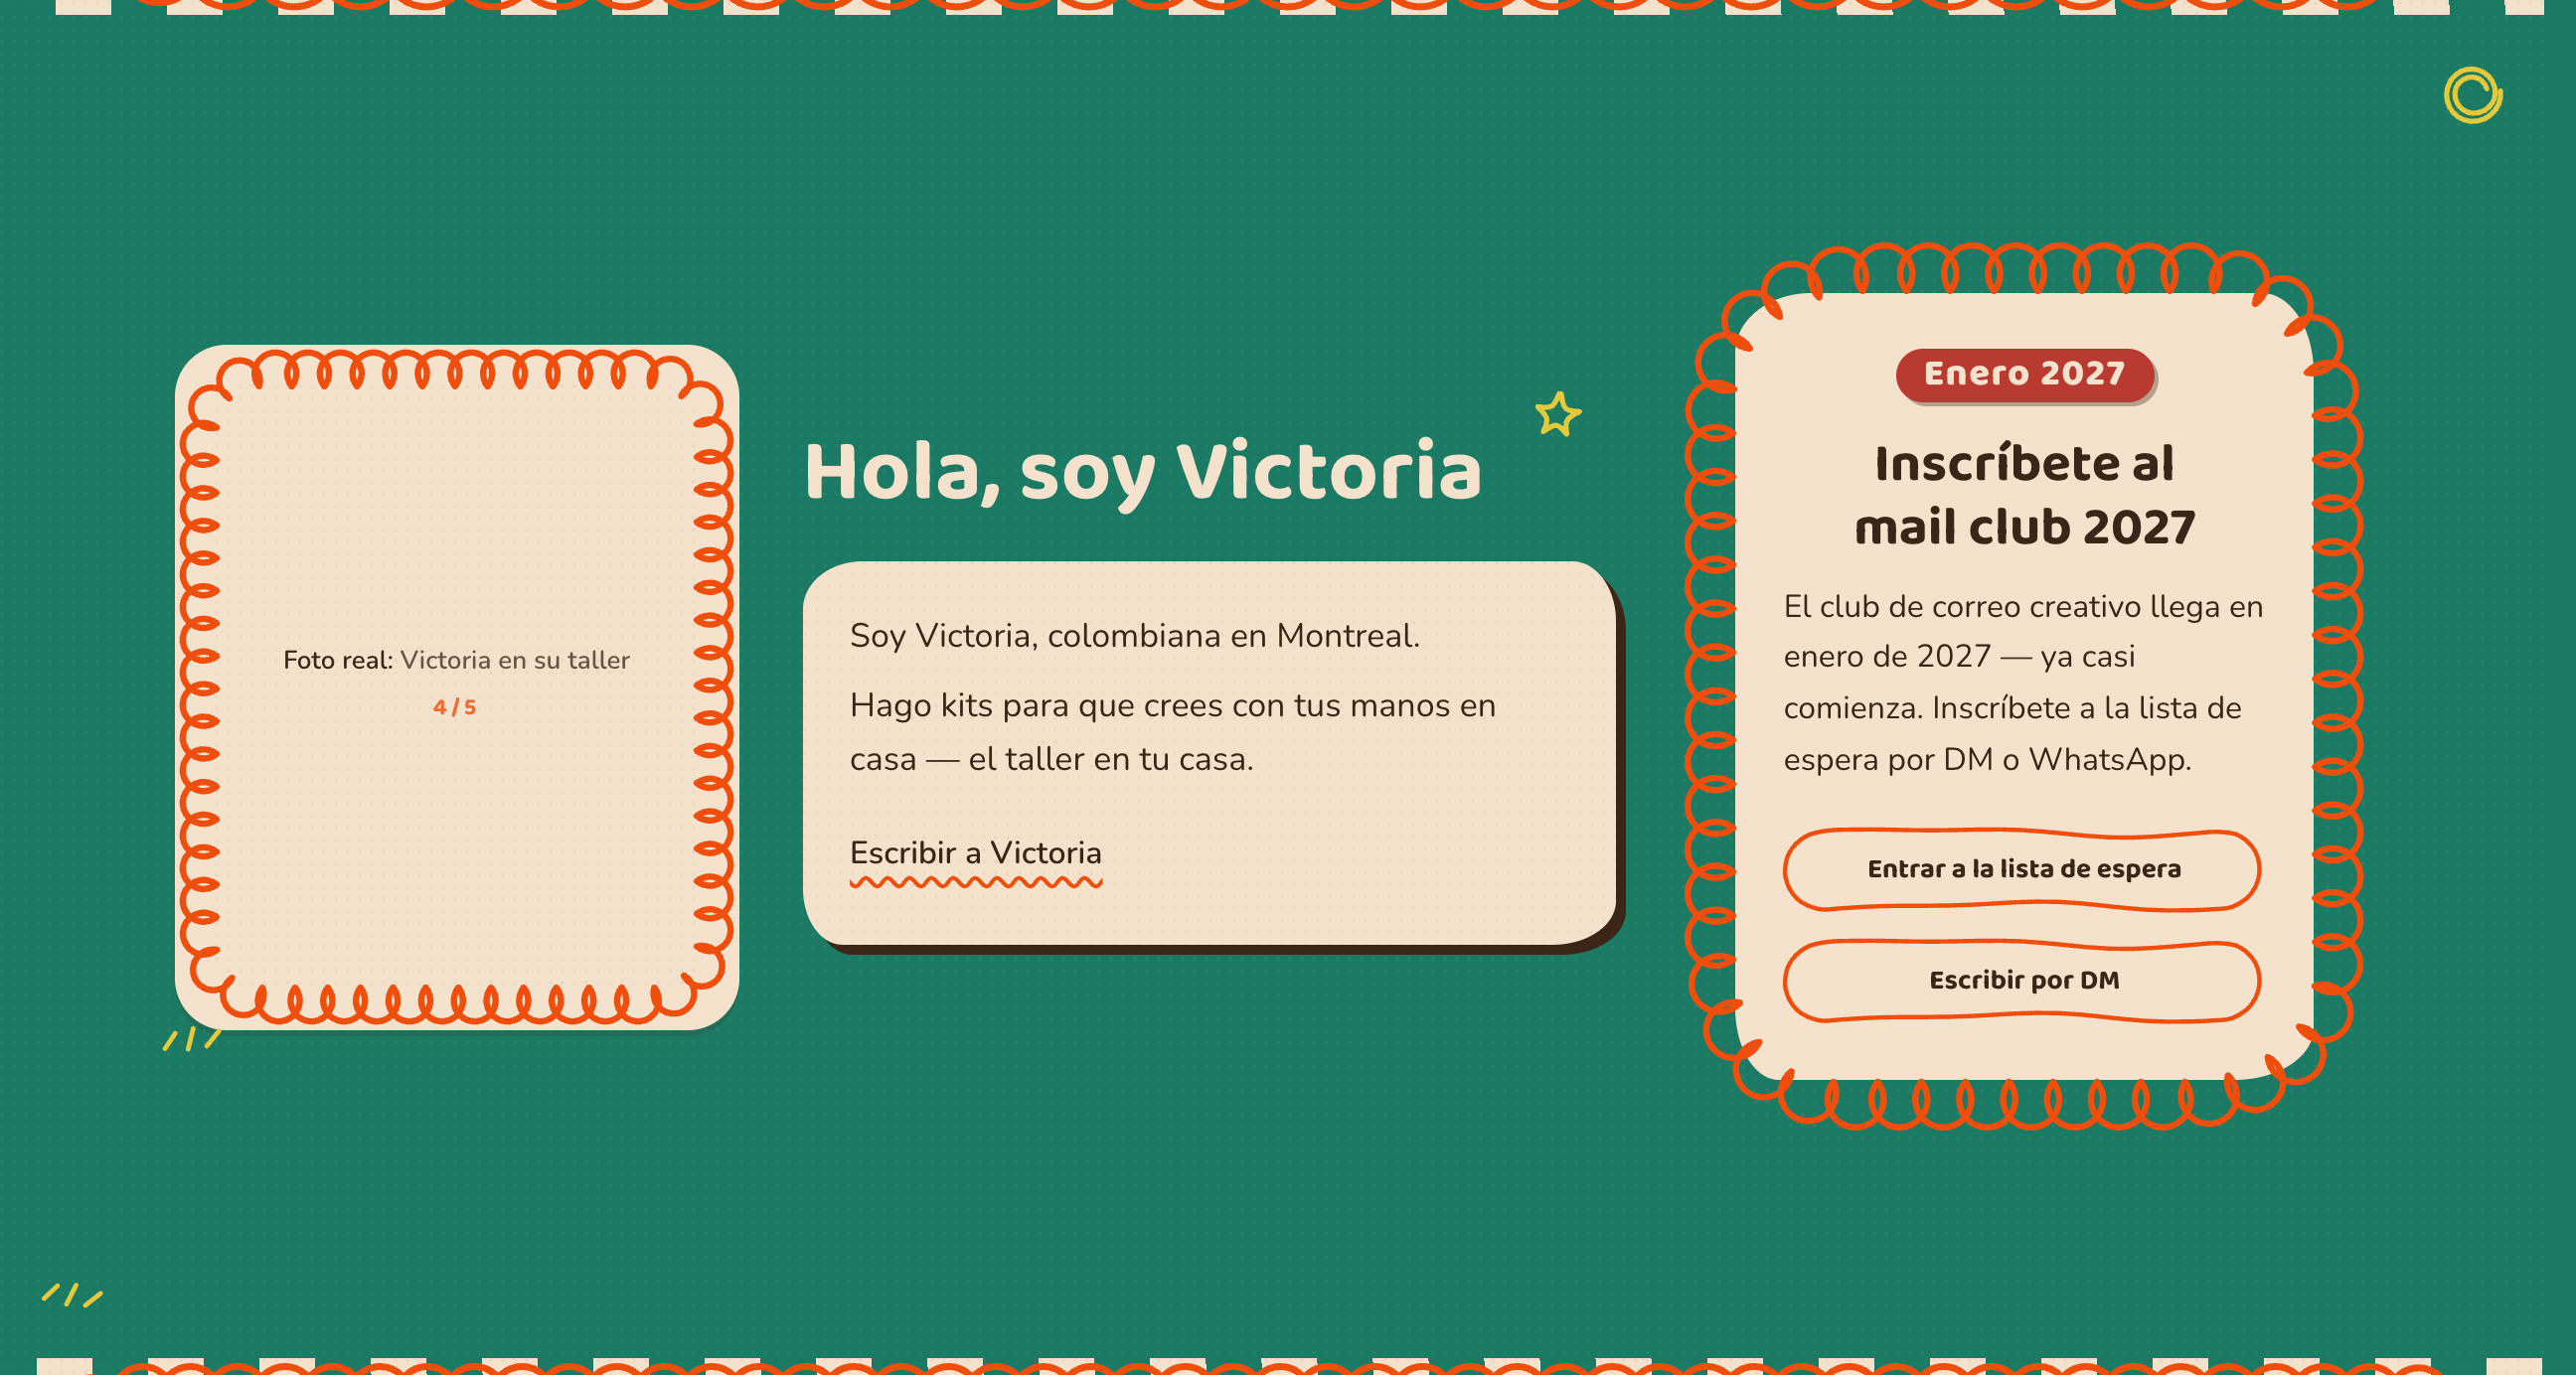 Foto real: Victoria en su taller
4 / 5
Hola, soy Victoria
Soy Victoria, colombiana en Montreal.
Hago kits para que crees con tus manos en
casa — el taller en tu casa.
Escribir a Victoria
Enero 2027
Inscríbete al
mail club 2027
El club de correo creativo llega en
enero de 2027 — ya casi
comienza. Inscríbete a la lista de
espera por DM o WhatsApp.
Entrar a la lista de espera
Escribir por DM